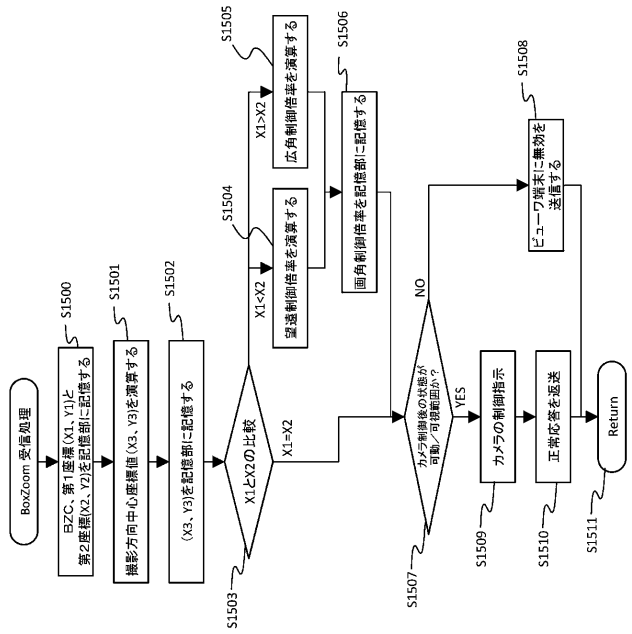 BoxZoom 受信処理
S1500
BZC、第1座標(X1、Y1)と
第2座標(X2、Y2)を記憶部に記憶する
S1501
撮影方向中心座標値(X3、Y3)を演算する
S1502
(X3、Y3)を記憶部に記憶する
S1503
X1とX2の比較
X1=X2
X1<X2
X1>X2
S1504
望遠制御倍率を演算する
S1505
広角制御倍率を演算する
S1506
画角制御倍率を記憶部に記憶する
S1507
カメラ制御後の状態が
可動/可視範囲か?
YES
NO
S1508
ビューワ端末に無効を
送信する
S1509
カメラの制御指示
S1510
正常応答を返送
S1511
Return